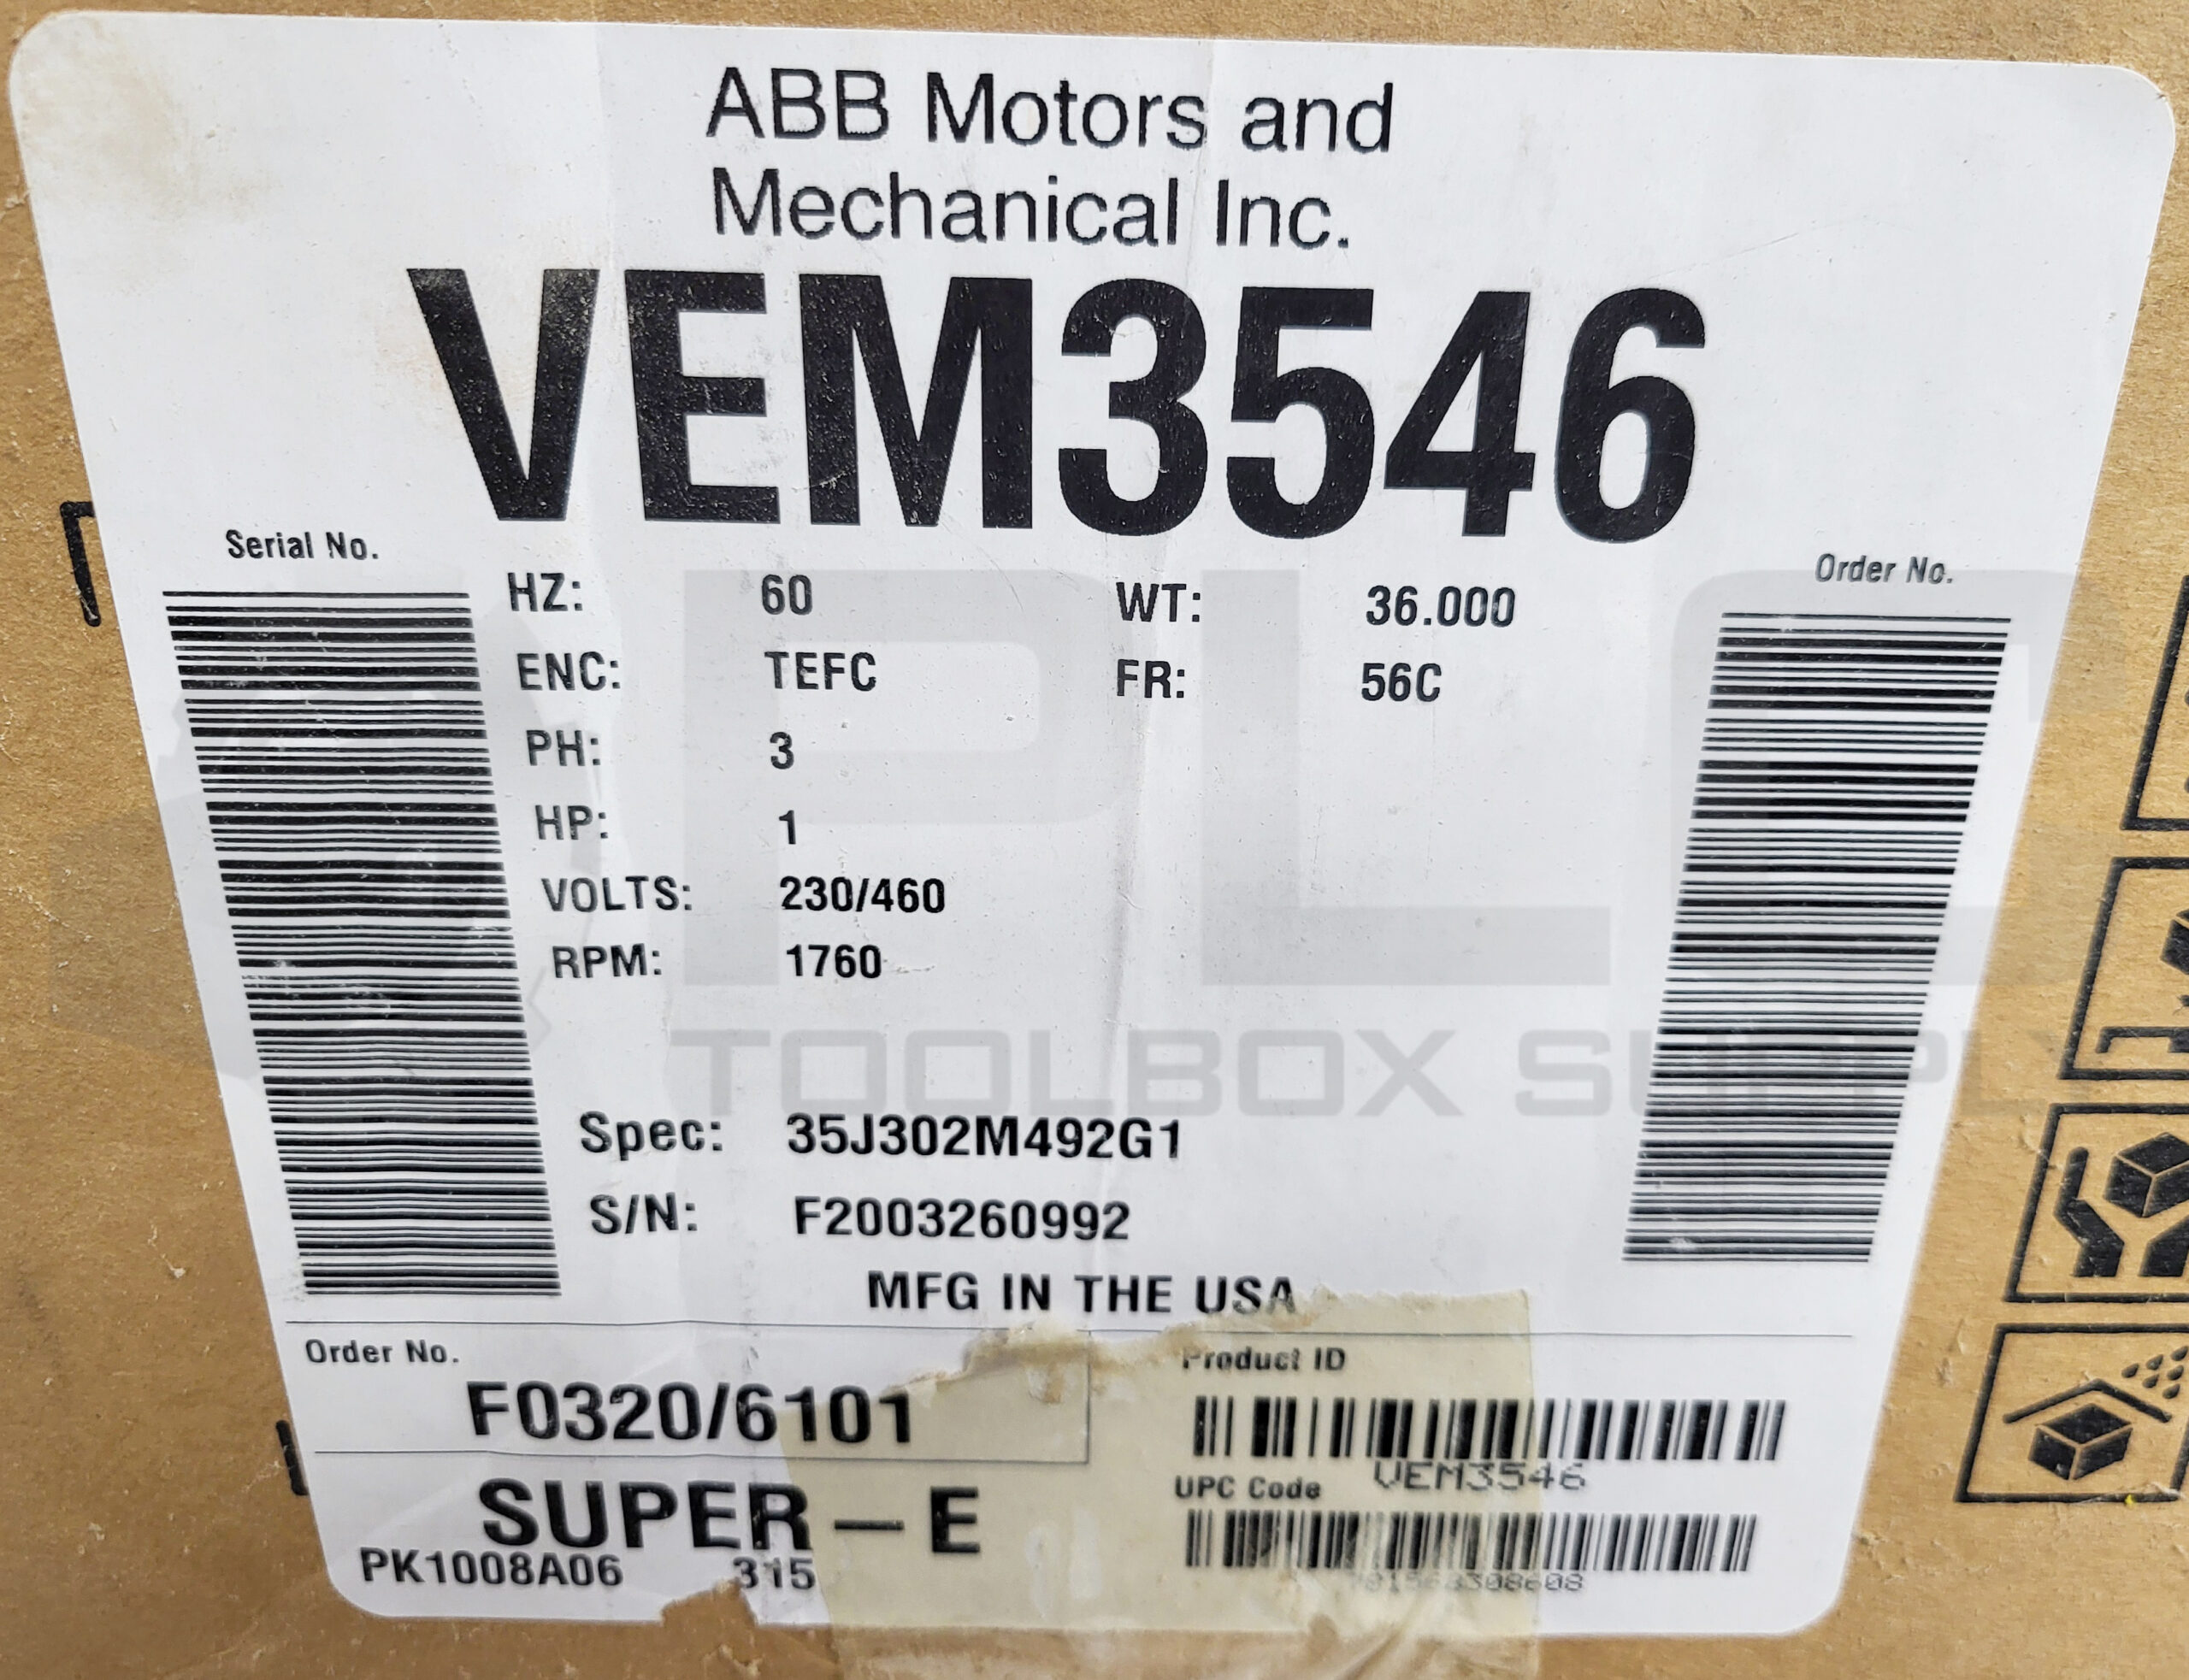 ABB Motors and
Mechanical Inc.
VEM3546
Serial No.
Order No.
HZ: 60 WT: 36.000
ENC: TEFC FR: 56C
PH: 3
HP: 1
VOLTS: 230/460
RPM: 1760
PLC
TOOLBOX SUPPLY
Spec: 35J302M492G1
S/N: F2003260992
MFG IN THE USA
Order No.
F0320/6101
Product ID
VEM3546
SUPER-E
UPC Code
PK1008A06 315